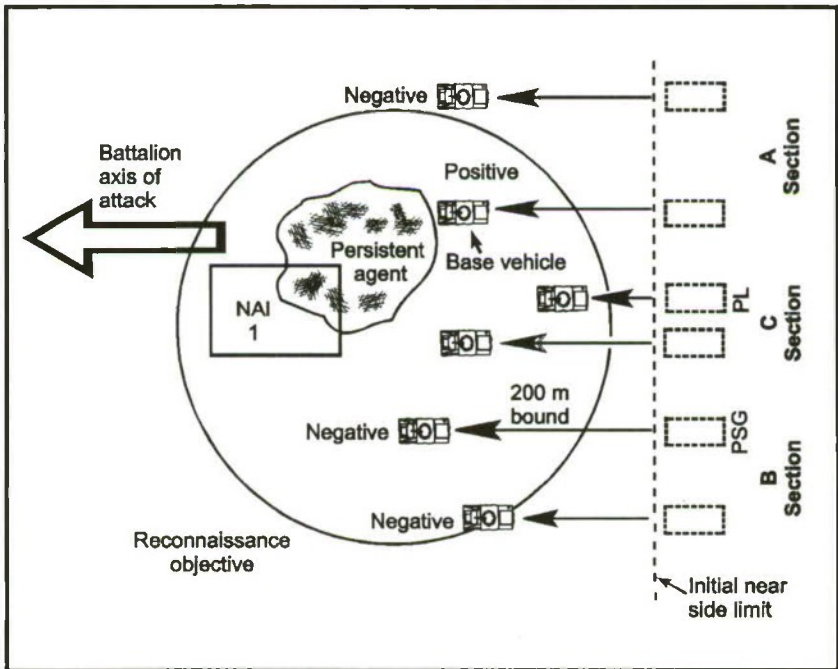 Negative
Battalion
axis of
attack
Positive
A
Section
Persistent
agent
Base vehicle
NAI
1
PL
C
Section
200 m
bound
Negative
PSG
B
Section
Negative
Reconnaissance
objective
Initial near
side limit